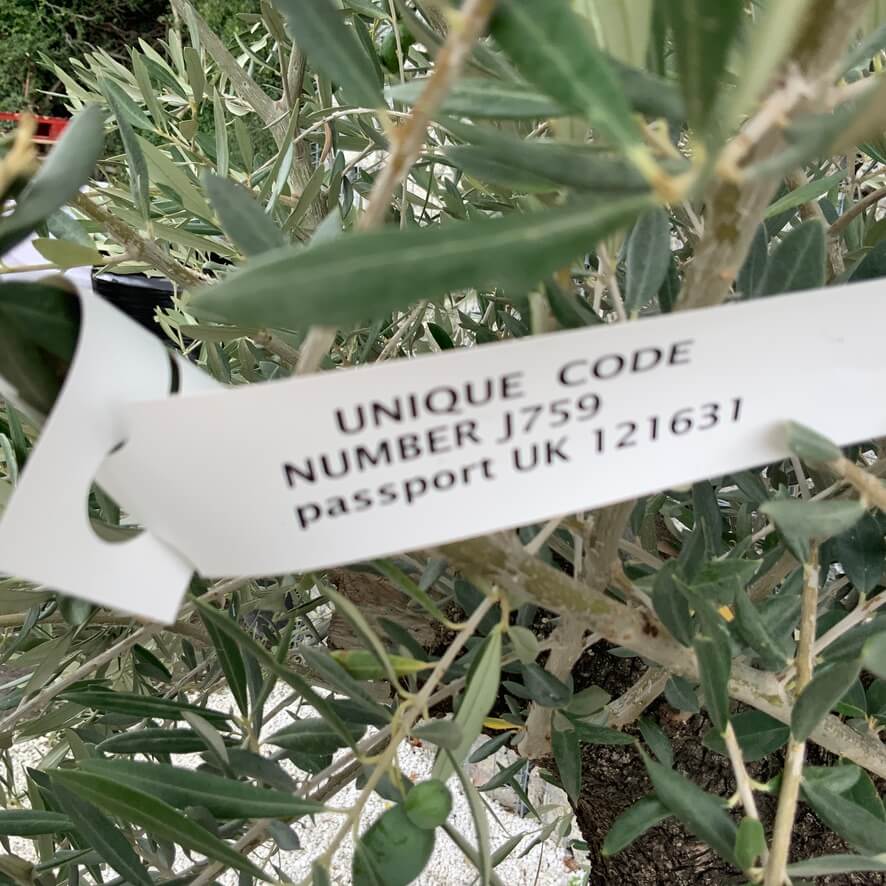 UNIQUE CODE
NUMBER J759
passport UK 121631